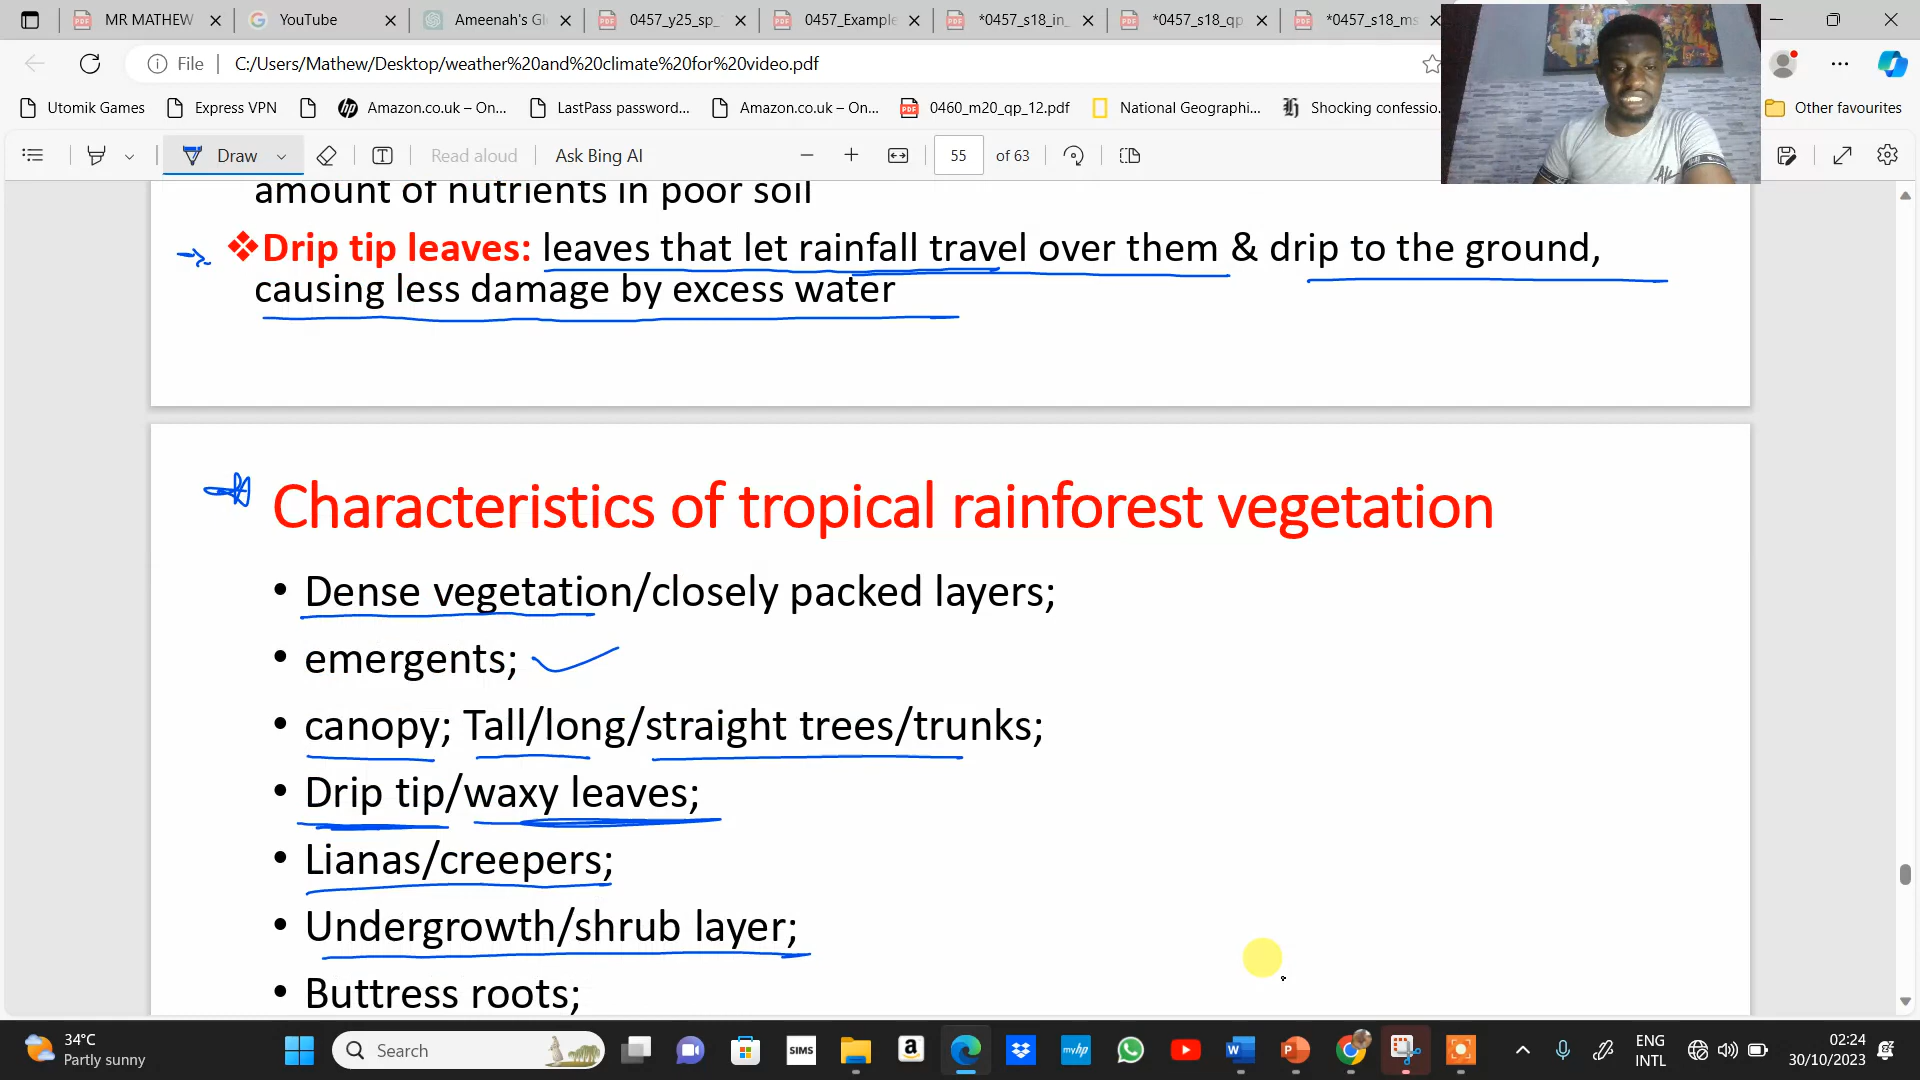 MR MATHEW
YouTube
Ameenah's Gl
0457_y25_sp_
0457_Example
*0457_s18_in_
*0457_s18_qp
*0457_s18_ms
File
C:/Users/Mathew/Desktop/weather%20and%20climate%20for%20video.pdf
Utomik Games
Express VPN
Amazon.co.uk – On...
LastPass password...
Amazon.co.uk – On...
0460_m20_qp_12.pdf
National Geographi...
Shocking confessio.
Other favourites
Draw
Read aloud
Ask Bing AI
55 of 63
amount of nutrients in poor soil
❖Drip tip leaves: leaves that let rainfall travel over them & drip to the ground,
causing less damage by excess water
Characteristics of tropical rainforest vegetation
• Dense vegetation/closely packed layers;
• emergents;
• canopy; Tall/long/straight trees/trunks;
• Drip tip/waxy leaves;
• Lianas/creepers;
• Undergrowth/shrub layer;
• Buttress roots;
34°C
Partly sunny
Search
SIMS
myhp
ENG
INTL
02:24
30/10/2023